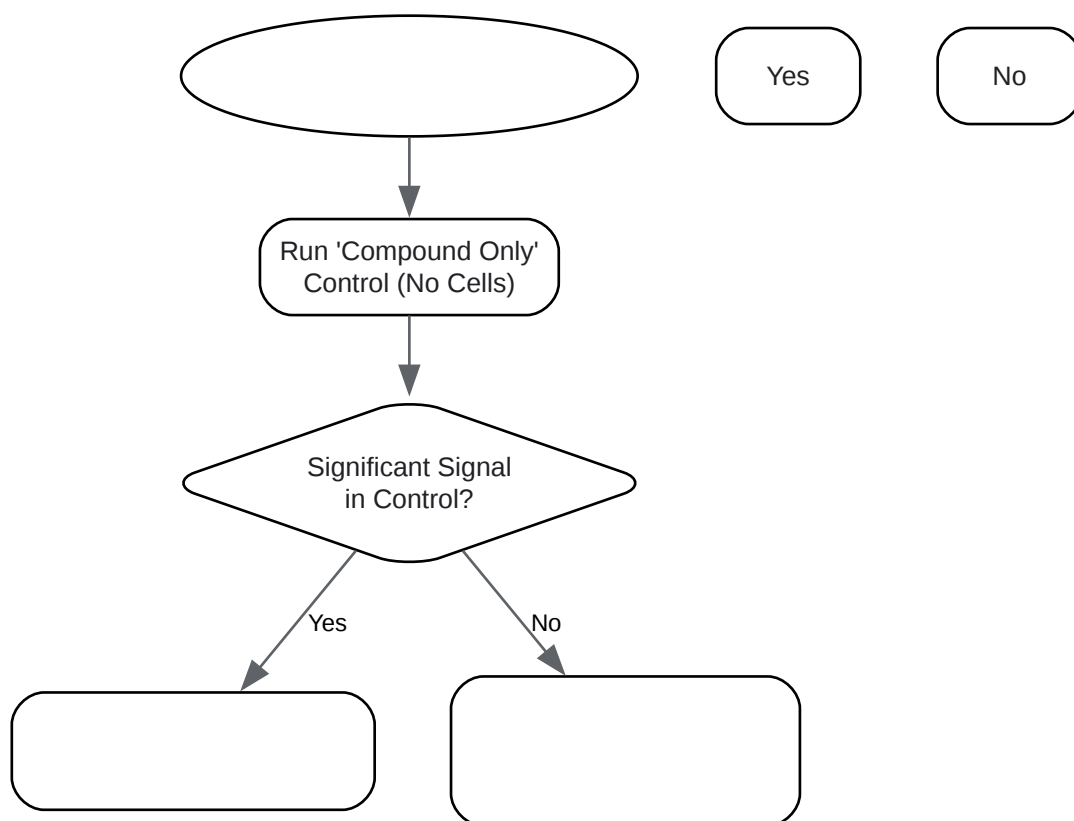 Yes
No
Run 'Compound Only'
Control (No Cells)
Significant Signal
in Control?
Yes
No